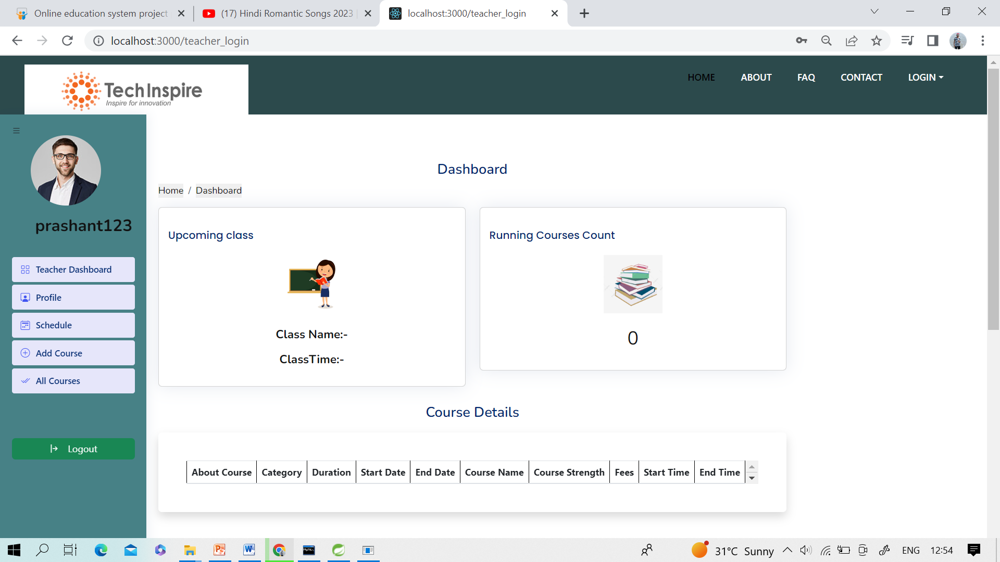 Online education system project
(17) Hindi Romantic Songs 2023
localhost:3000/teacher_login
localhost:3000/teacher_login
TechInspire
Inspire for innovation
HOME ABOUT FAQ CONTACT LOGIN
prashant123
Teacher Dashboard
Profile
Schedule
Add Course
All Courses
Logout
Dashboard
Home / Dashboard
Upcoming class
Class Name:-
ClassTime:-
Running Courses Count
0
Course Details
About Course Category Duration Start Date End Date Course Name Course Strength Fees Start Time End Time
31°C Sunny ENG 12:54